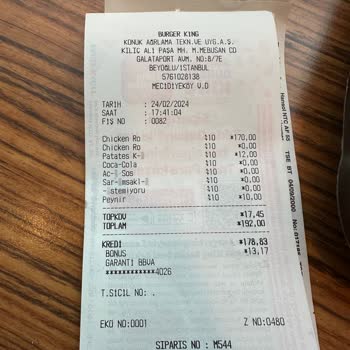 BURGER KING
KONUK AĞIRLAMA TEKN.VE UYG.A.Ş.
KILIÇ ALİ PAŞA MH. M.MEBUSAN CD
GALATAPORT AVM. NO:8/7E
BEYOĞLU/İSTANBUL
5761028138
MECİDİYEKÖY V.D
TARİH : 24/02/2024
SAAT : 17:41:04
FİŞ NO : 0082
Chicken Ro %10 *170,00
Chicken Ro %10 *0,00
Patates K- %10 *12,00
Coca-Cola %10 *0,00
Ac- Sos %10 *0,00
Sar-msakl- %10 *0,00
-stemiyoru %10 *0,00
Peynir %10 *10,00
TOPKDV *17,45
TOPLAM *192,00
KREDİ *178,83
BONUS *13,17
GARANTİ BBVA
************4026
T.SİCİL NO: .
EKÜ NO:0001 Z NO:0480
SİPARİS NO : M544